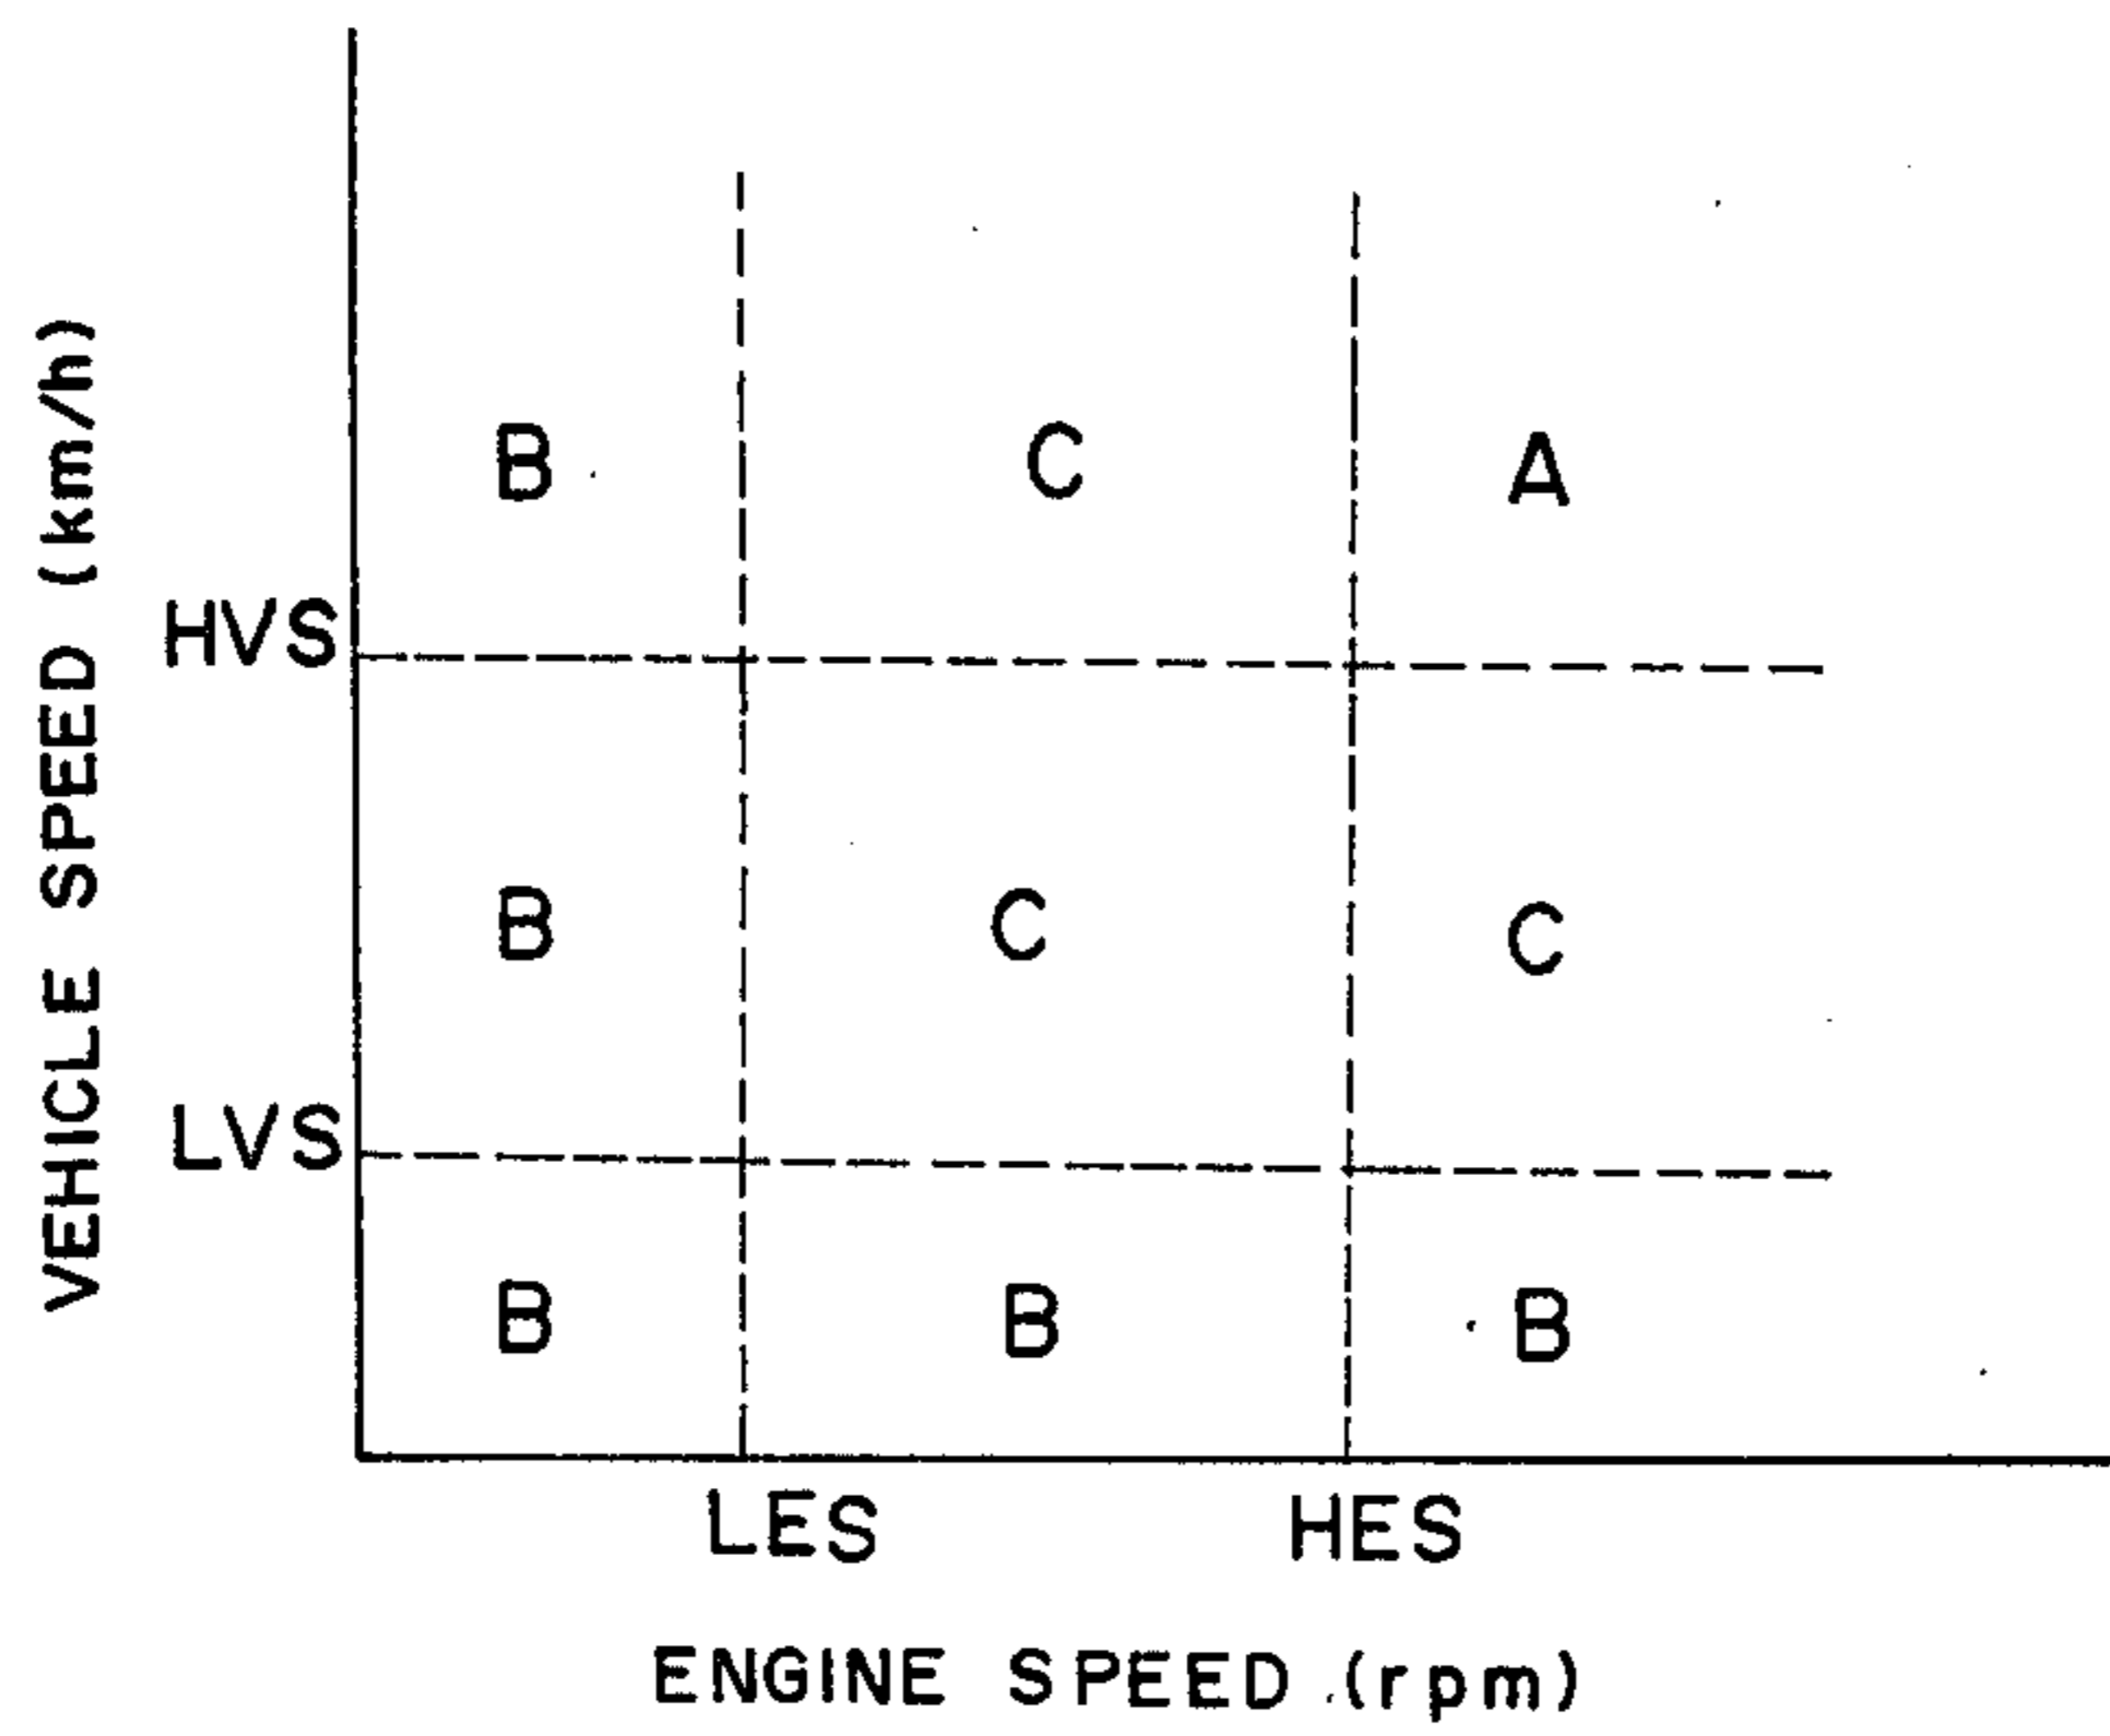 VEHICLE SPEED (km/h)
B C A
HVS
B C C
LVS
B B B
LES HES
ENGINE SPEED (rpm)